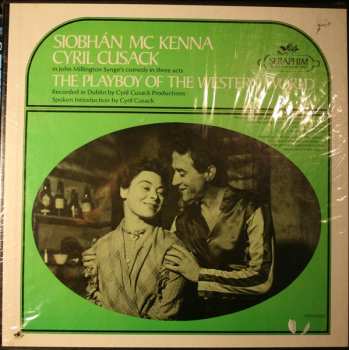 SIOBHÁN MC KENNA
CYRIL CUSACK
in John Millington Synge's comedy in three acts
THE PLAYBOY OF THE WESTERN WORLD
Recorded in Dublin by Cyril Cusack Productions
Spoken Introduction by Cyril Cusack
SERAPHIM